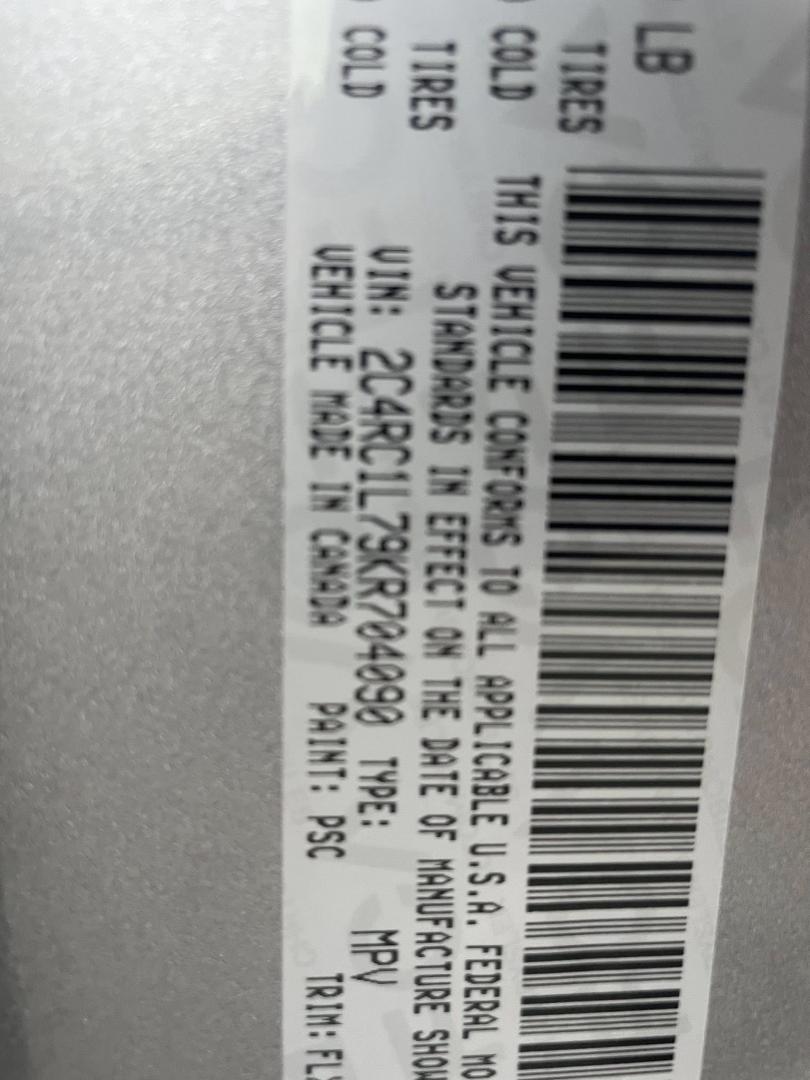 LB
TIRES
COLD
TIRES
COLD
THIS VEHICLE CONFORMS TO ALL APPLICABLE U.S.A. FEDERAL MO
STANDARDS IN EFFECT ON THE DATE OF MANUFACTURE SHOW
VIN: 2C4RC1L79KR704090 TYPE: MPV
VEHICLE MADE IN CANADA PAINT: PSC TRIM: